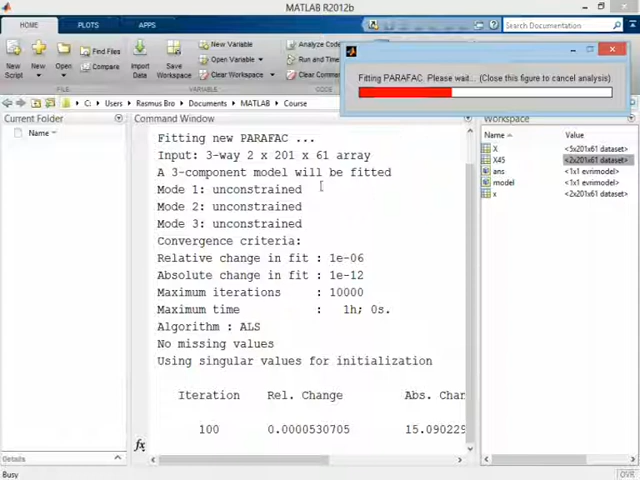 MATLAB R2012b
HOME
PLOTS
APPS
Search Documentation
New Script
New
Open
Find Files
Compare
Import Data
Save Workspace
New Variable
Open Variable
Clear Workspace
Analyze Code
Run and Time
Clear Comma
FILE
VARIABLE
CODE
Fitting PARAFAC. Please wait... (Close this figure to cancel analysis)
C: Users Rasmus Bro Documents MATLAB Course
Current Folder
Command Window
Workspace
Name
Fitting new PARAFAC ...
Input: 3-way 2 x 201 x 61 array
A 3-component model will be fitted
Mode 1: unconstrained
Mode 2: unconstrained
Mode 3: unconstrained
Convergence criteria:
Relative change in fit : 1e-06
Absolute change in fit : 1e-12
Maximum iterations : 10000
Maximum time : 1h; 0s.
Algorithm : ALS
No missing values
Using singular values for initialization
Iteration Rel. Change Abs. Chan
100 0.0000530705 15.090229
fx
Name Value
X <5x201x61 dataset>
X45 <2x201x61 dataset>
ans <1x1 evrimodel>
model <1x1 evrimodel>
x <2x201x61 dataset>
Details
Busy
OVR